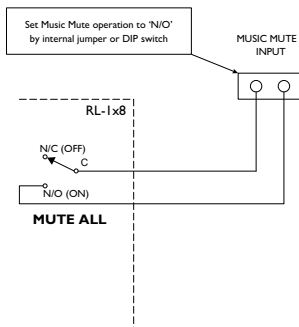 Set Music Mute operation to 'N/O'
by internal jumper or DIP switch
MUSIC MUTE
INPUT
RL-1x8
N/C (OFF)
C
N/O (ON)
MUTE ALL